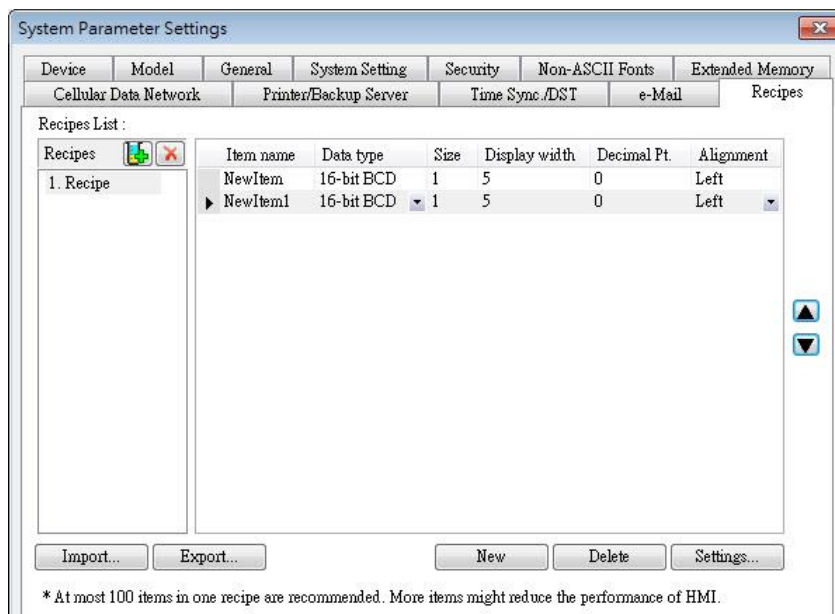 System Parameter Settings
Device Model General System Setting Security Non-ASCII Fonts Extended Memory
Cellular Data Network Printer/Backup Server Time Sync./DST e-Mail Recipes
Recipes List :
Recipes Item name Data type Size Display width Decimal Pt. Alignment
1. Recipe NewItem 16-bit BCD 1 5 0 Left
NewItem1 16-bit BCD 1 5 0 Left
Import... Export... New Delete Settings...
* At most 100 items in one recipe are recommended. More items might reduce the performance of HMI.